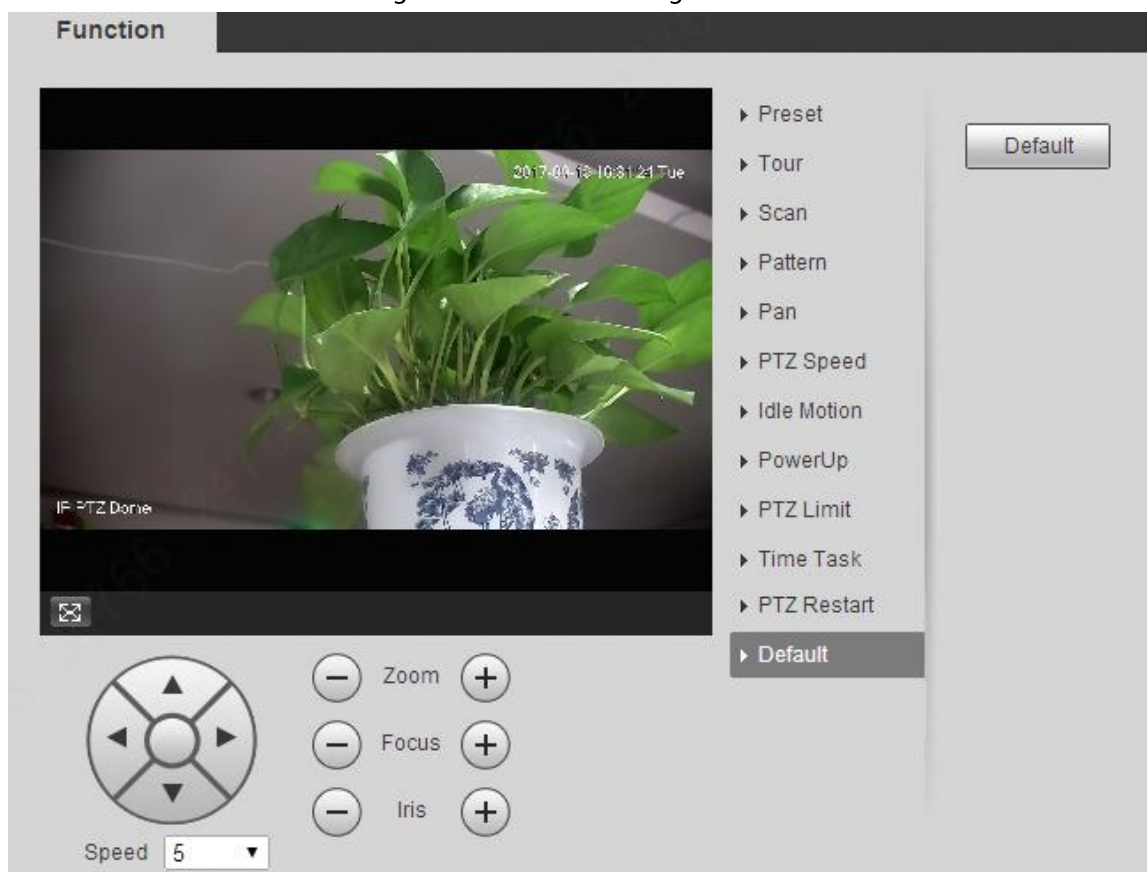 Function
Preset
Default
Tour
Scan
Pattern
Pan
PTZ Speed
Idle Motion
PowerUp
PTZ Limit
Time Task
PTZ Restart
Default
IP PTZ Dome
Zoom
Focus
Iris
Speed 5